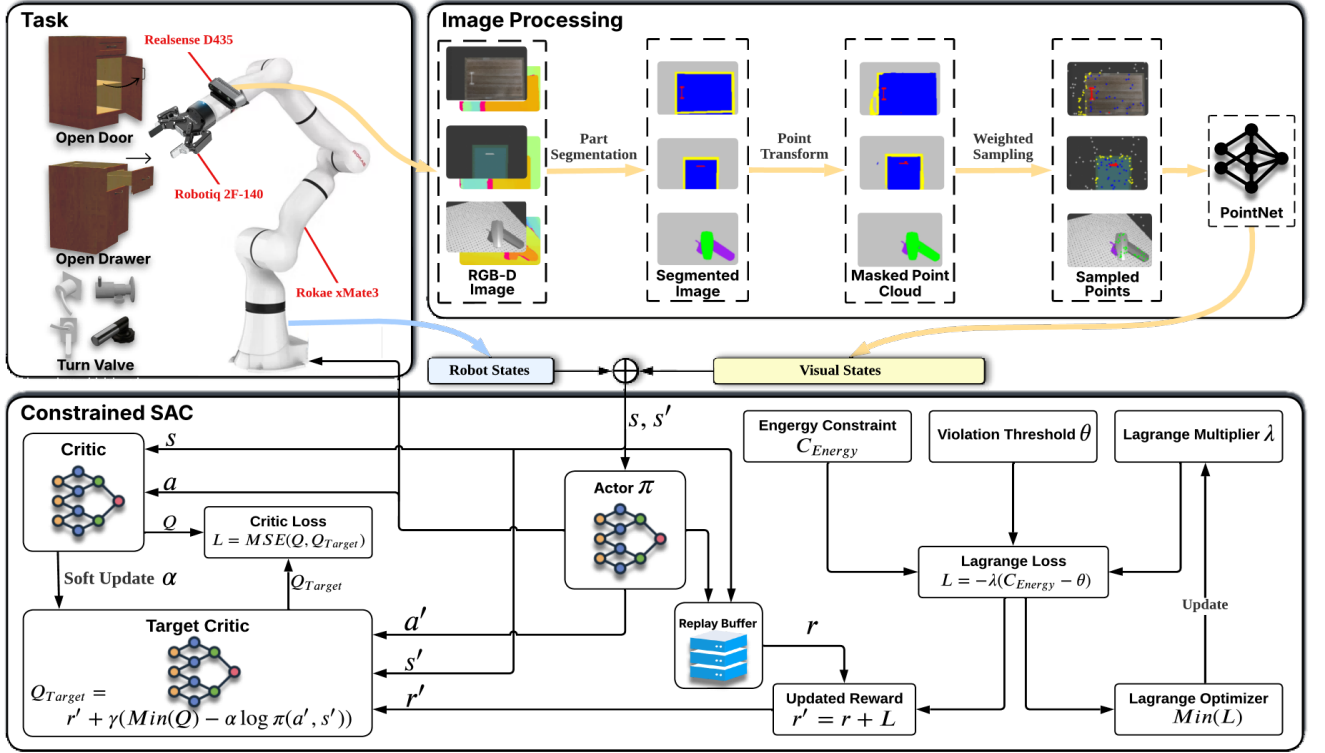 Task
Realsense D435
Open Door
Robotiq 2F-140
Open Drawer
Rokae xMate3
Turn Valve
Image Processing
RGB-D
Image
Part
Segmentation
Segmented
Image
Point
Transform
Masked Point
Cloud
Weighted
Sampling
Sampled
Points
PointNet
Robot States
Visual States
Constrained SAC
s, s′
Critic
s
a
Q
Critic Loss
L = MSE(Q, Q_Target)
Soft Update α
Q_Target
Target Critic
Q_Target =
r′ + γ(Min(Q) − α log π(a′, s′))
Actor π
a′
s′
r′
Replay Buffer
r
Updated Reward
r′ = r + L
Engergy Constraint
C_Energy
Violation Threshold θ
Lagrange Multiplier λ
Lagrange Loss
L = −λ(C_Energy − θ)
Update
Lagrange Optimizer
Min(L)